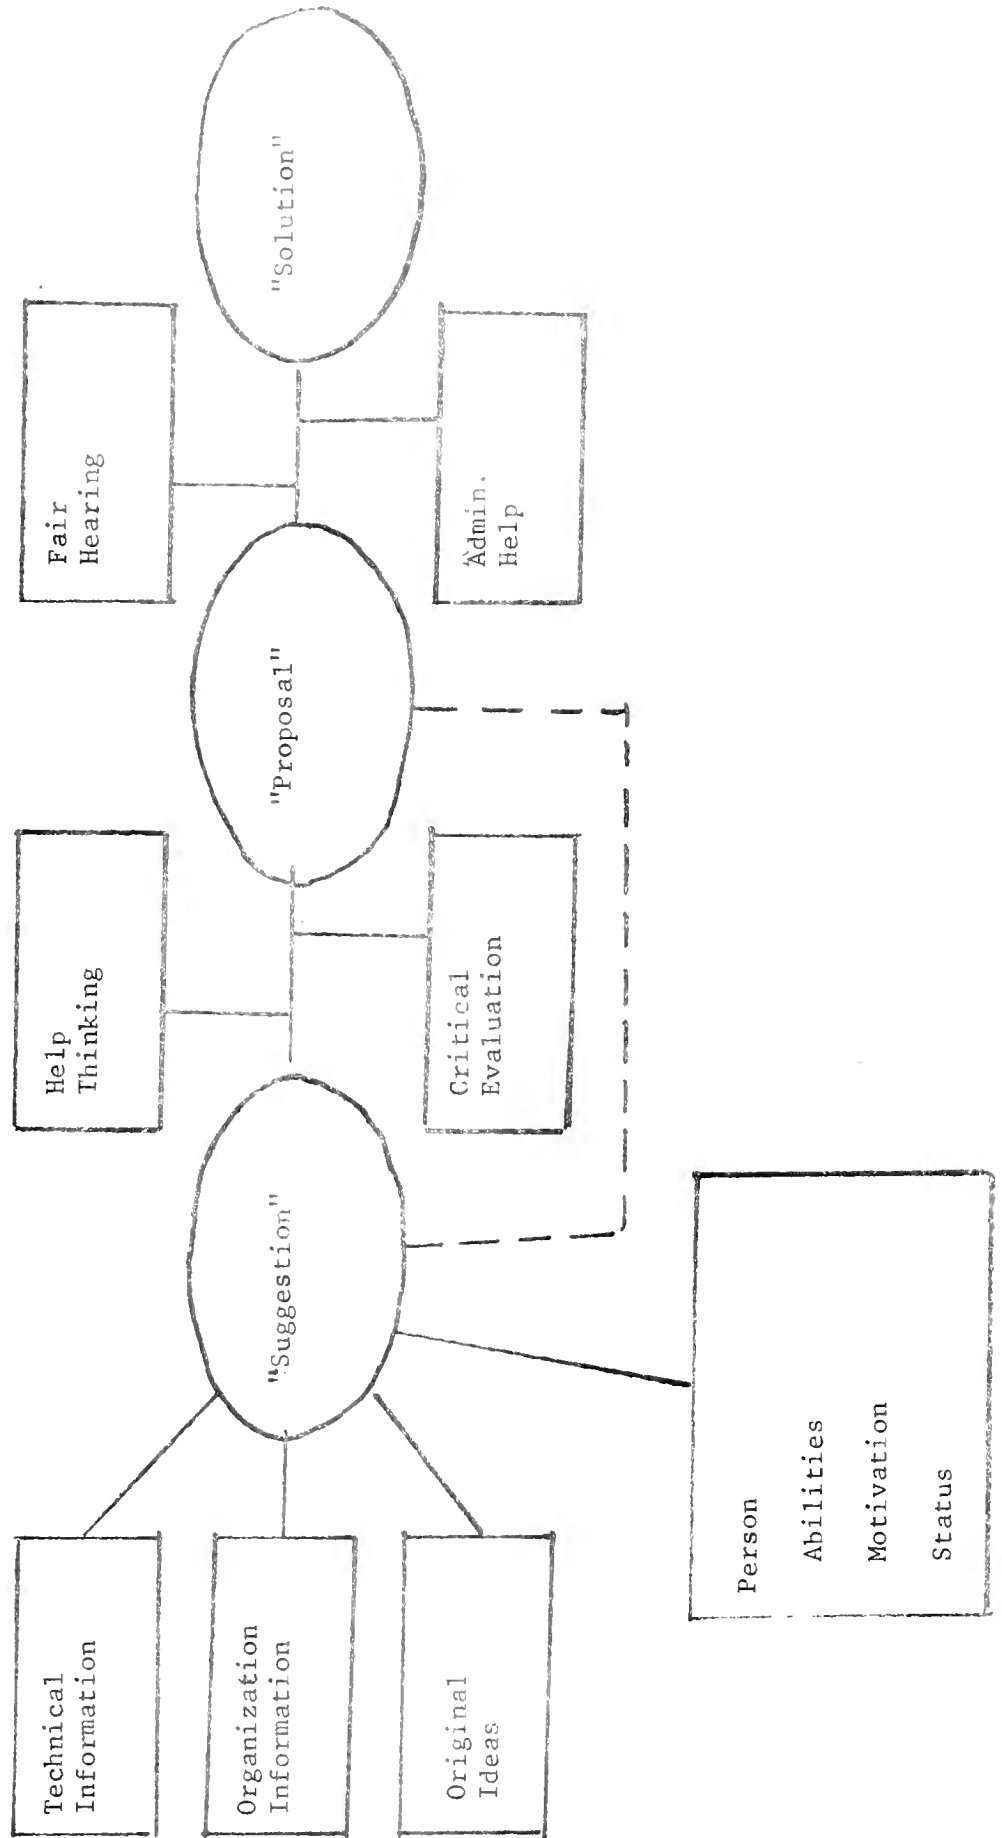 Technical
Information
Organization
Information
Original
Ideas
"Suggestion"
Person
Abilities
Motivation
Status
Help
Thinking
Critical
Evaluation
"Proposal"
Fair
Hearing
Admin.
Help
"Solution"